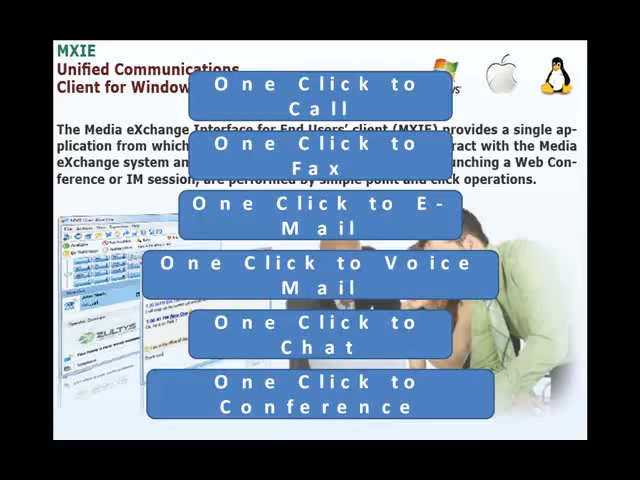 MXIE
Unified Communications
Client for Window
The Media eXchange Interface for End Users' client (MXIE) provides a single ap-
plication from which ract with the Media
eXchange system an unching a Web Con-
ference or IM session, are performed by simple point and click operations.
One Click to
Call
One Click to
Fax
One Click to E-
Mail
One Click to Voice
Mail
One Click to
Chat
One Click to
Conference
ZULTYS